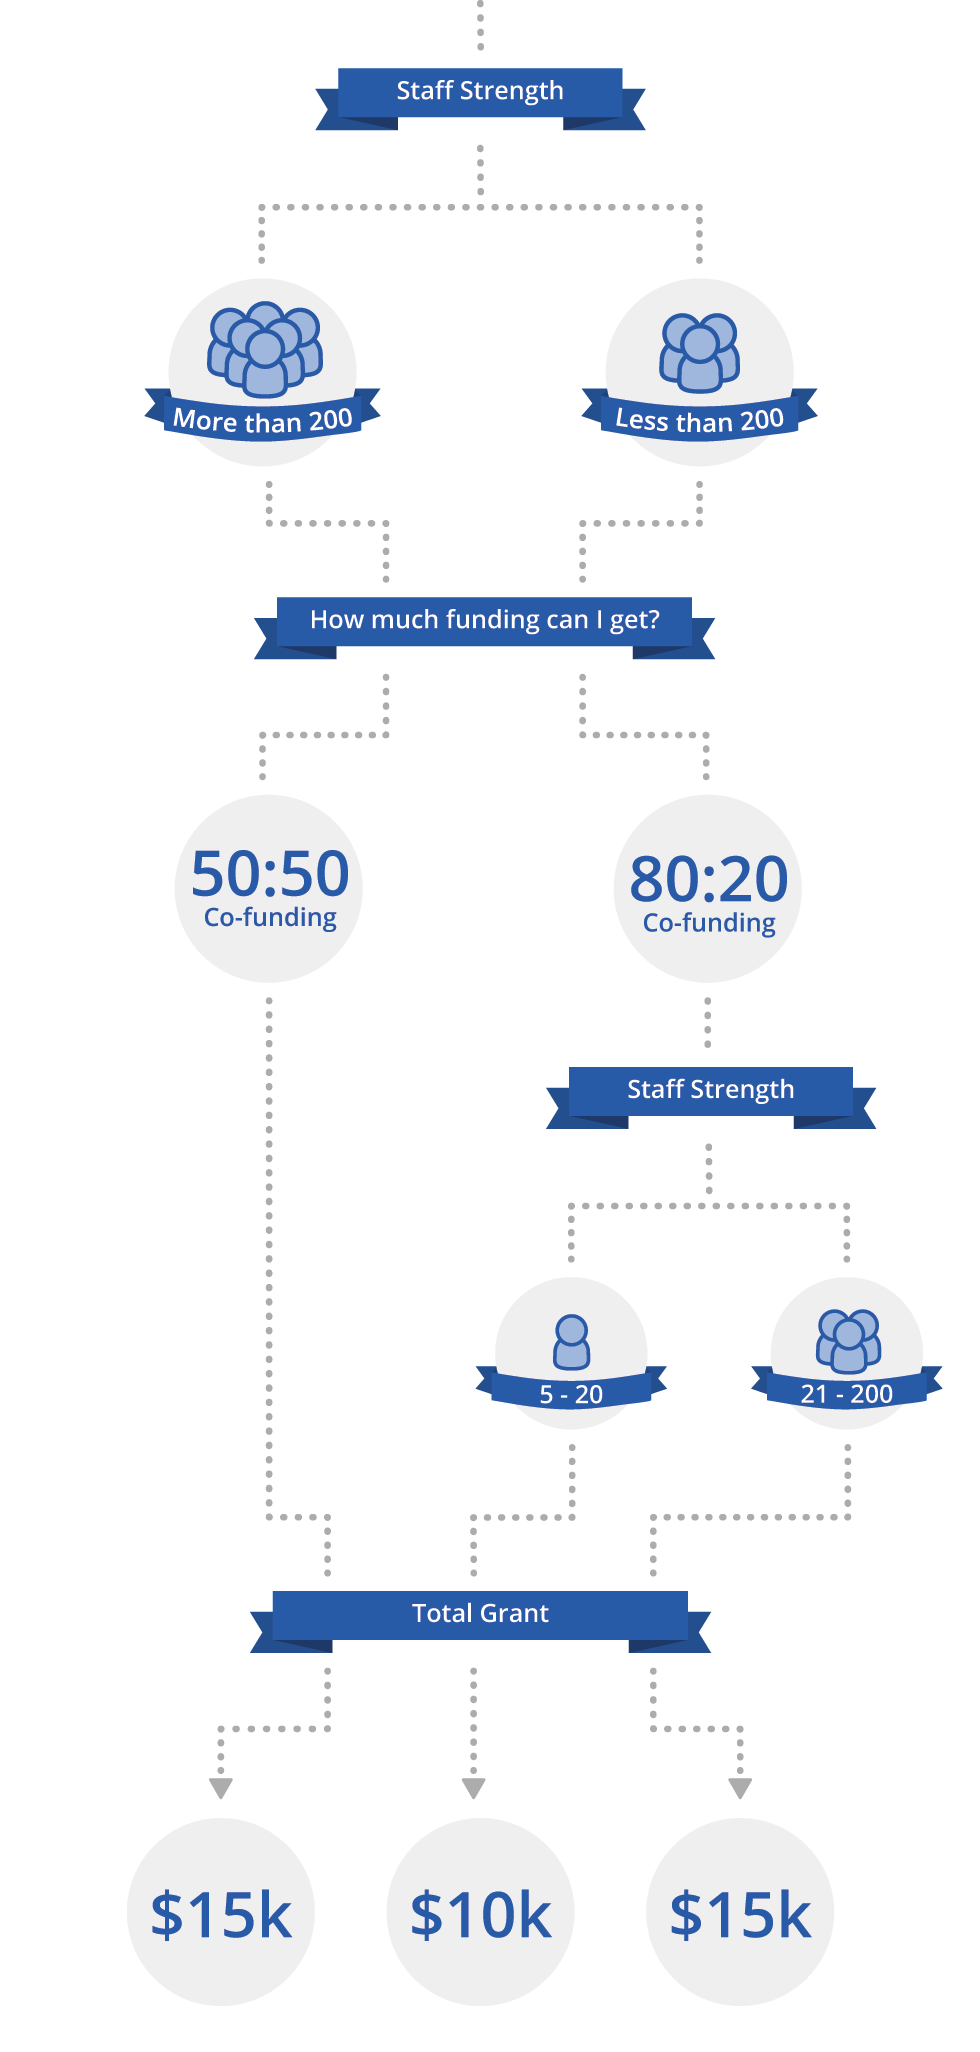 Staff Strength
More than 200
Less than 200
How much funding can I get?
50:50
Co-funding
80:20
Co-funding
Staff Strength
5 - 20
21 - 200
Total Grant
$15k
$10k
$15k